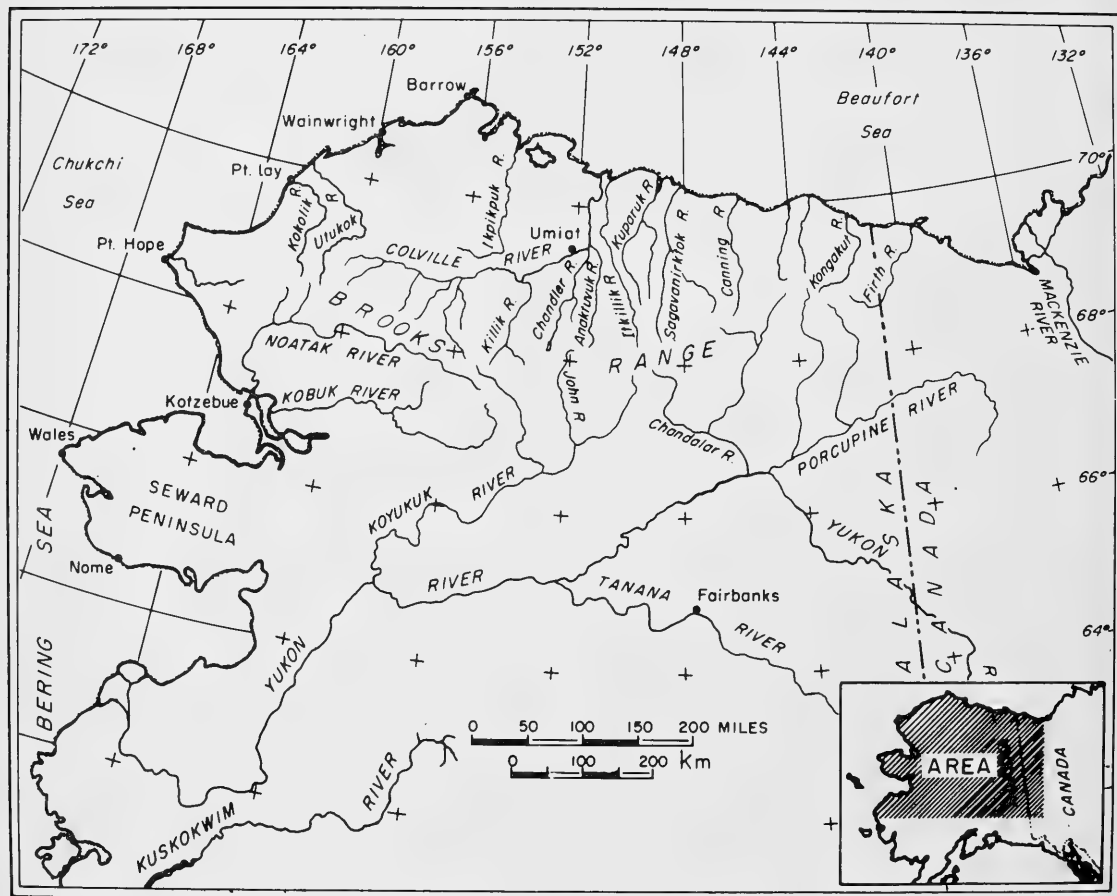 172° 168° 164° 160° 156° 152° 148° 144° 140° 136° 132°
Barrow
Beaufort
Sea
Wainwright
Chukchi
Sea
Pt. Lay
70°
Kokolik R.
Utukok R.
Ikpikpuk R.
Kuparuk R.
Sagavanirktok R.
Canning R.
Kongakut R.
Firth R.
Pt. Hope
Umiat
COLVILLE RIVER
Killik R.
Chandler R.
Anaktuvuk R.
Itkillik R.
MACKENZIE
RIVER
68°
BROOKS RANGE
NOATAK RIVER
John R.
KOBUK RIVER
Kotzebue
Chandalar R.
PORCUPINE RIVER
Wales
SEWARD
PENINSULA
KOYUKUK RIVER
66°
ALASKA
CANADA
YUKON R
Nome
RIVER
TANANA RIVER
Fairbanks
64°
BERING SEA
YUKON
0 50 100 150 200 MILES
0 100 200 Km
KUSKOKWIM RIVER
AREA
CANADA